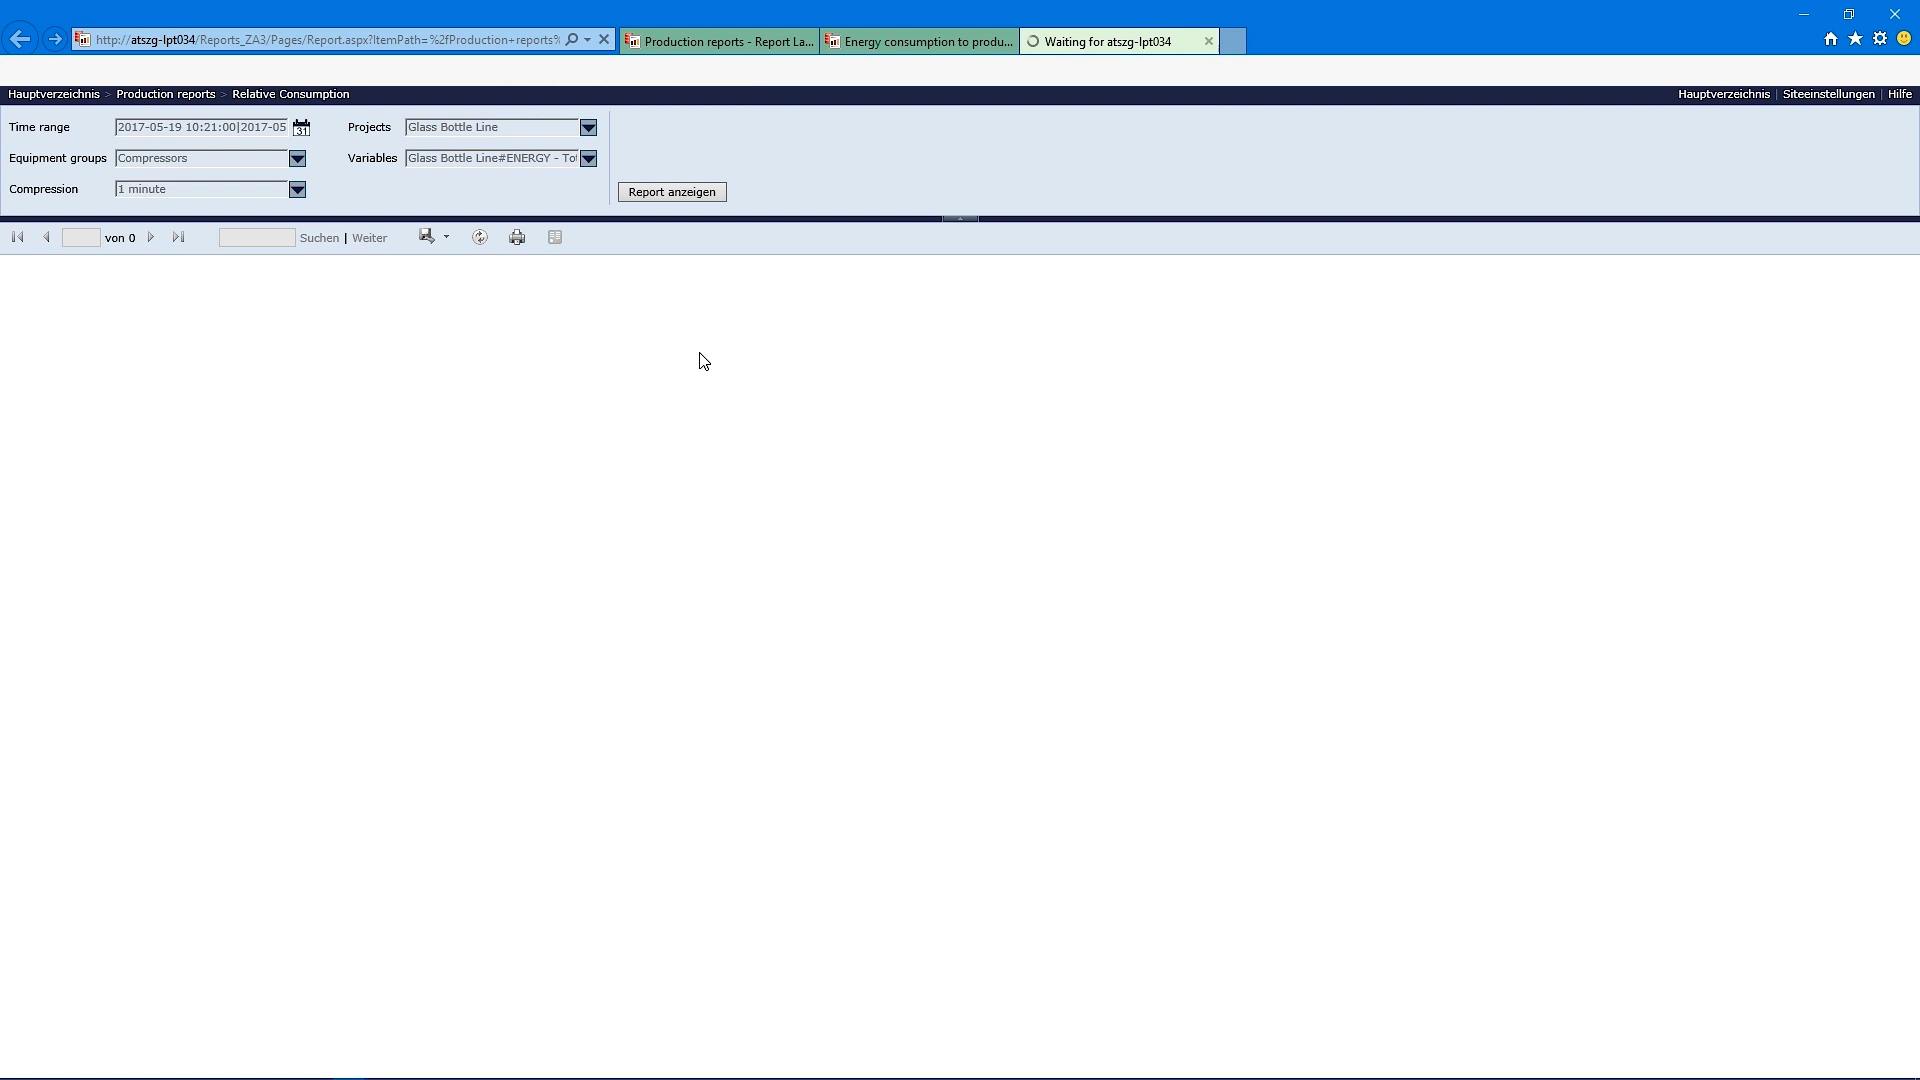 http://atszg-lpt034/Reports_ZA3/Pages/Report.aspx?ItemPath=%2fProduction+reports%
Production reports - Report La...
Energy consumption to produ...
Waiting for atszg-lpt034
Hauptverzeichnis > Production reports > Relative Consumption
Hauptverzeichnis | Siteeinstellungen | Hilfe
Time range 2017-05-19 10:21:00|2017-05 31 Projects Glass Bottle Line
Equipment groups Compressors Variables Glass Bottle Line#ENERGY - Tot
Compression 1 minute
Report anzeigen
von 0 Suchen | Weiter